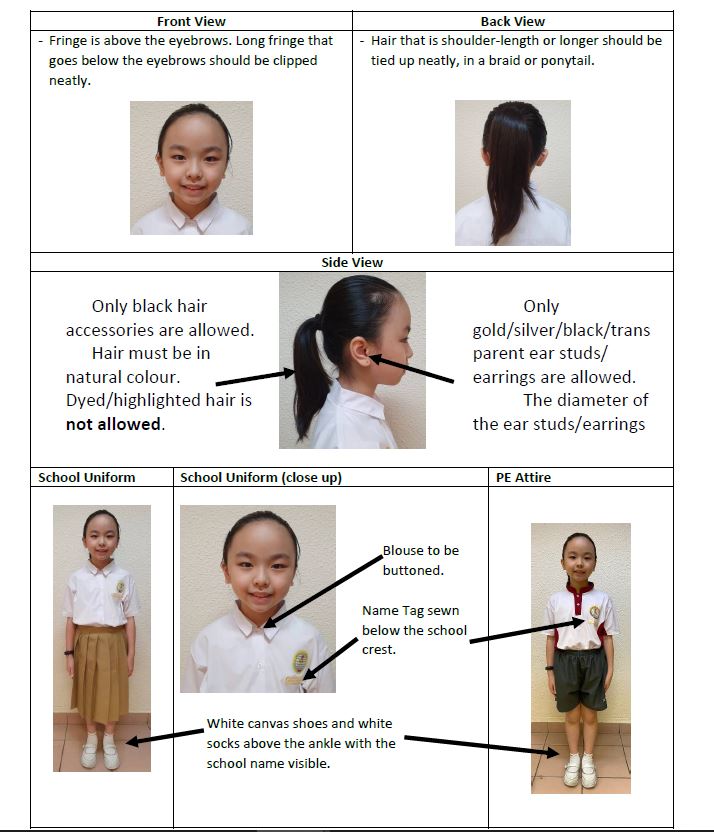 Front View
- Fringe is above the eyebrows. Long fringe that
goes below the eyebrows should be clipped
neatly.
Back View
- Hair that is shoulder-length or longer should be
tied up neatly, in a braid or ponytail.
Side View
Only black hair
accessories are allowed.
Hair must be in
natural colour.
Dyed/highlighted hair is
not allowed.
Only
gold/silver/black/trans
parent ear studs/
earrings are allowed.
The diameter of
the ear studs/earrings
School Uniform
School Uniform (close up)
PE Attire
Blouse to be
buttoned.
Name Tag sewn
below the school
crest.
White canvas shoes and white
socks above the ankle with the
school name visible.